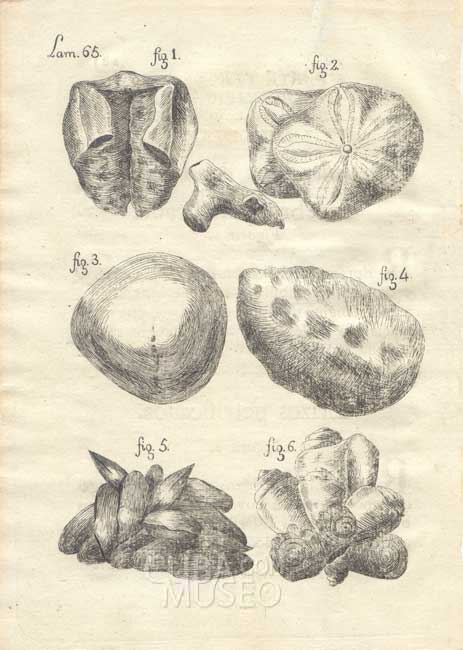 Lam. 65.
fig 1.
fig 2.
fig 3.
fig 4.
fig 5.
fig. 6.
MUSEO